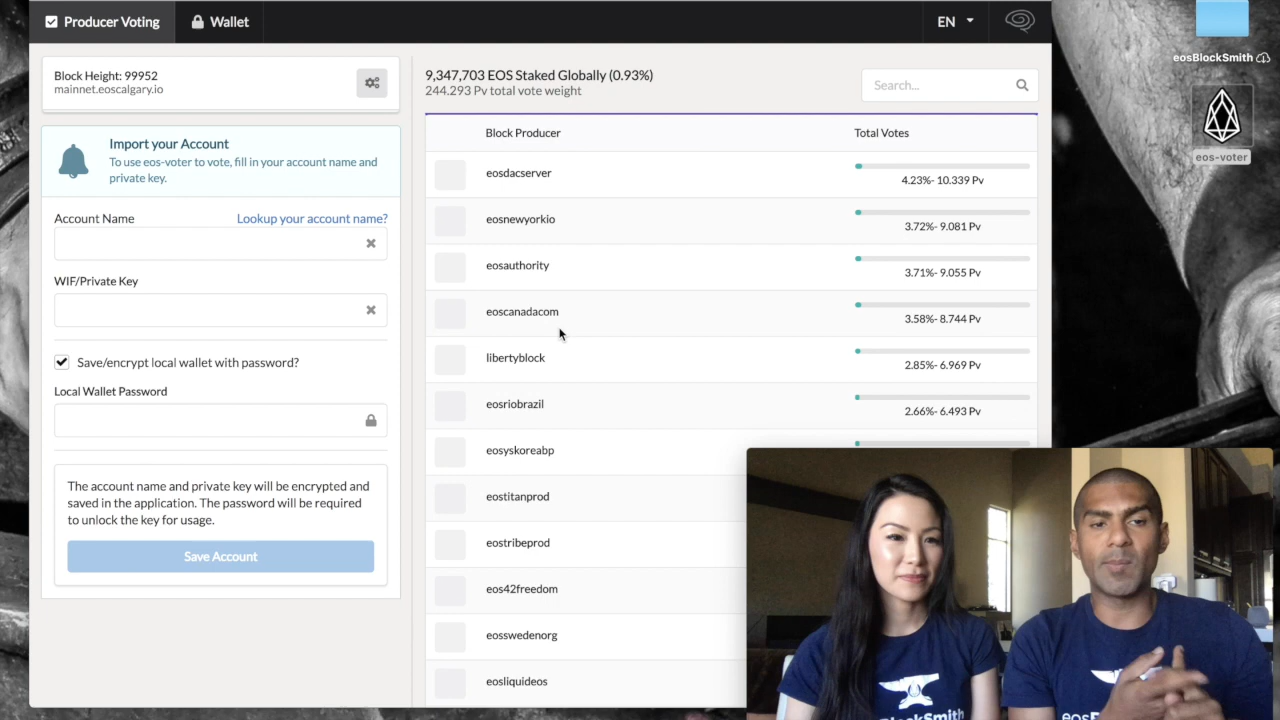 Producer Voting
Wallet
EN
Block Height: 99952
mainnet.eoscalgary.io
Import your Account
To use eos-voter to vote, fill in your account name and
private key.
Account Name
Lookup your account name?
WIF/Private Key
Save/encrypt local wallet with password?
Local Wallet Password
The account name and private key will be encrypted and
saved in the application. The password will be required
to unlock the key for usage.
Save Account
9,347,703 EOS Staked Globally (0.93%)
244.293 Pv total vote weight
Search...
Block Producer
Total Votes
eosdacserver
4.23%- 10.339 Pv
eosnewyorkio
3.72%- 9.081 Pv
eosauthority
3.71%- 9.055 Pv
eoscanadacom
3.58%- 8.744 Pv
libertyblock
2.85%- 6.969 Pv
eosriobrazil
2.66%- 6.493 Pv
eosyskoreabp
eostitanprod
eostribeprod
eos42freedom
eosswedenorg
eosliquideos
eosBlockSmith
eos-voter
lockSmith
eosB